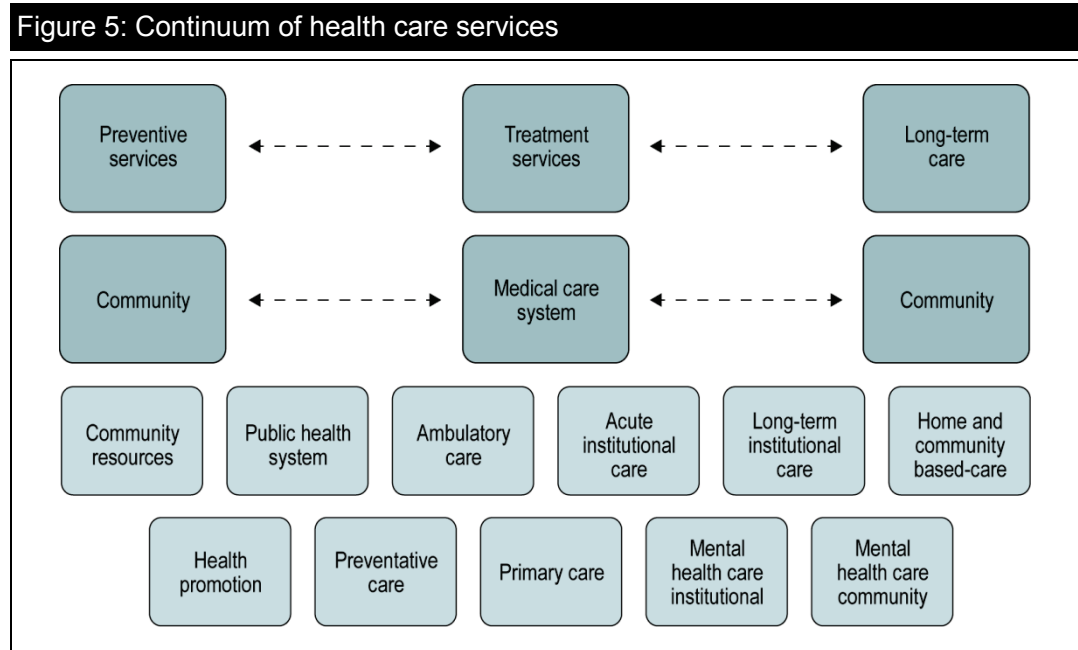 Figure 5: Continuum of health care services
Preventive
services
Treatment
services
Long-term
care
Community
Medical care
system
Community
Community
resources
Public health
system
Ambulatory
care
Acute
institutional
care
Long-term
institutional
care
Home and
community
based-care
Health
promotion
Preventative
care
Primary care
Mental
health care
institutional
Mental
health care
community